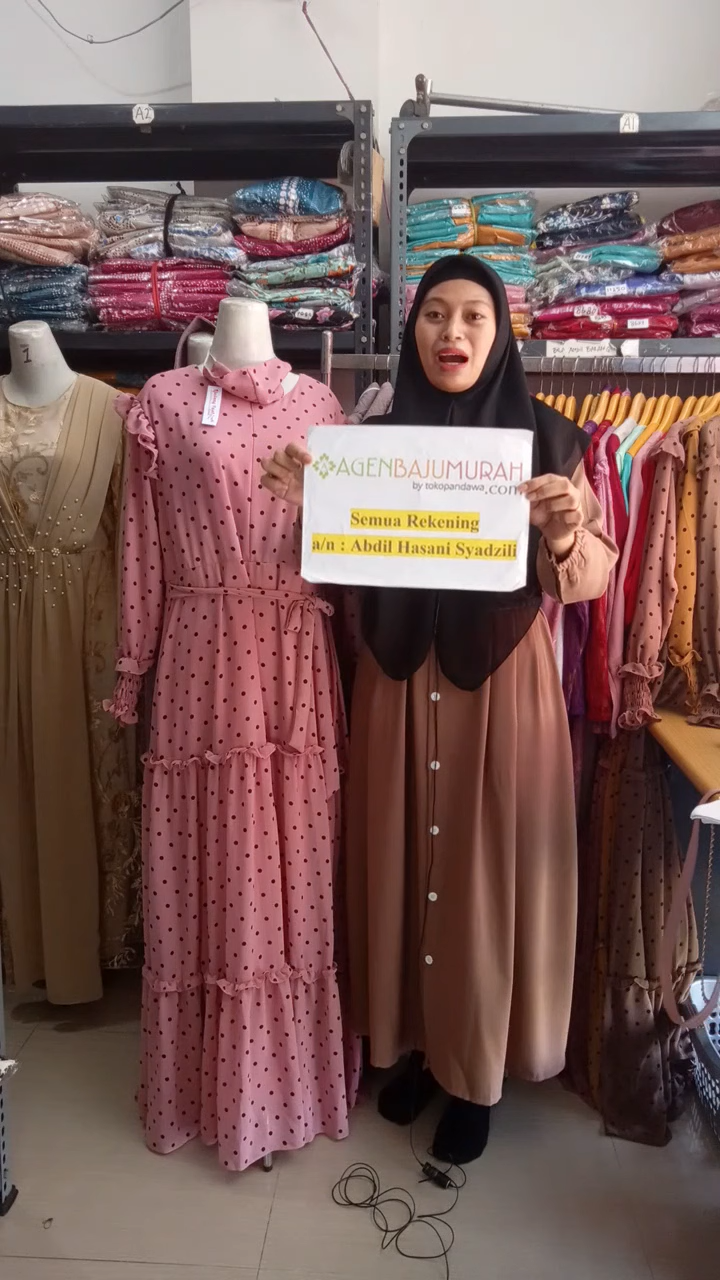 A2
A1
1
AGENBAJUMURAH
by tokopandawa.com
Semua Rekening
a/n : Abdil Hasani Syadzili